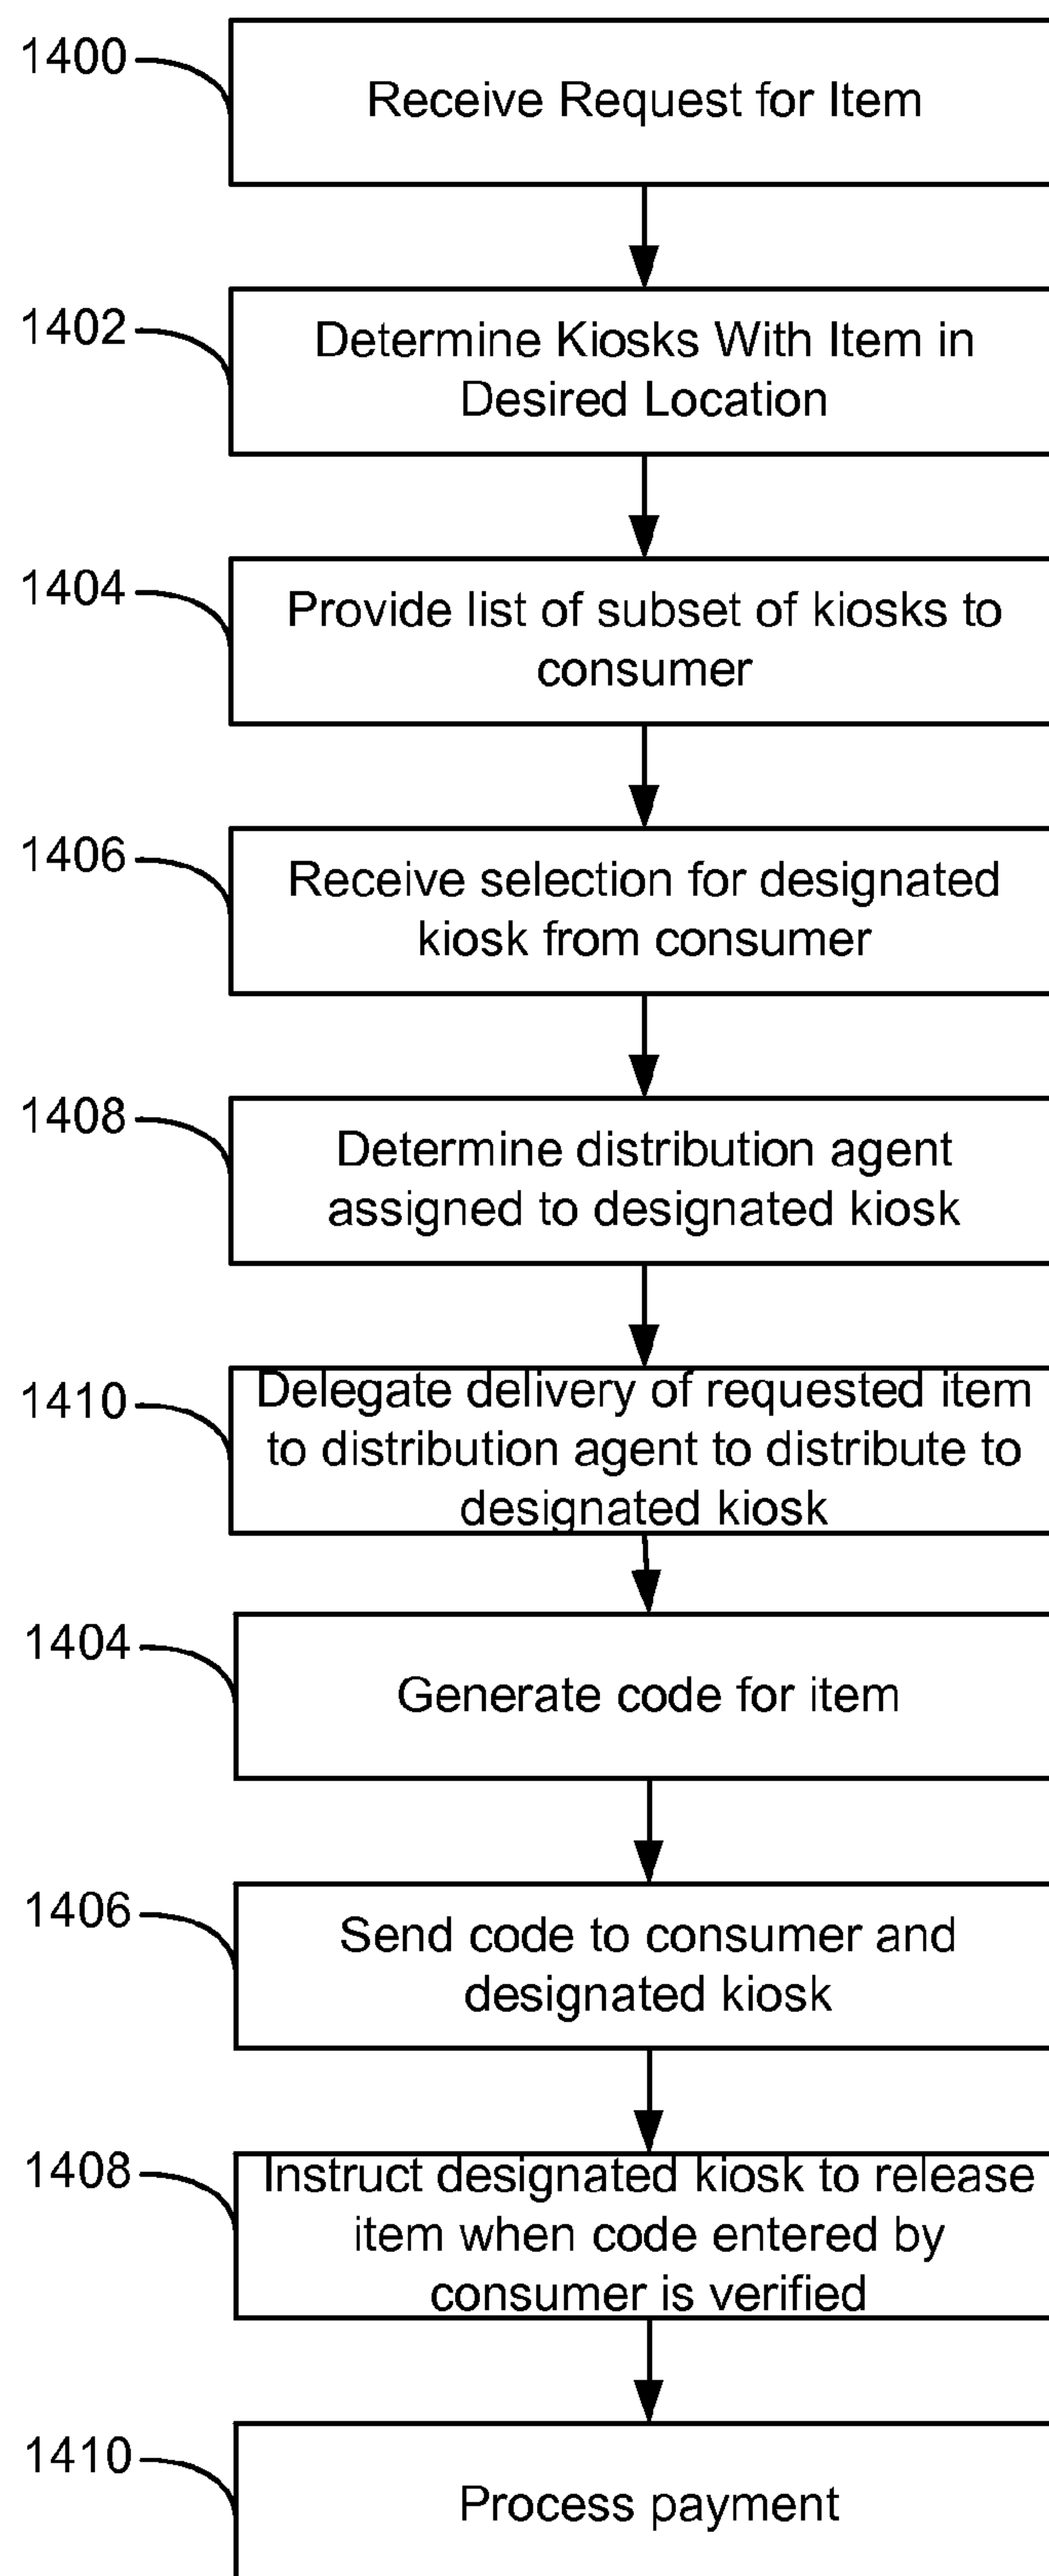 1400
Receive Request for Item
1402
Determine Kiosks With Item in
Desired Location
1404
Provide list of subset of kiosks to
consumer
1406
Receive selection for designated
kiosk from consumer
1408
Determine distribution agent
assigned to designated kiosk
1410
Delegate delivery of requested item
to distribution agent to distribute to
designated kiosk
1404
Generate code for item
1406
Send code to consumer and
designated kiosk
1408
Instruct designated kiosk to release
item when code entered by
consumer is verified
1410
Process payment